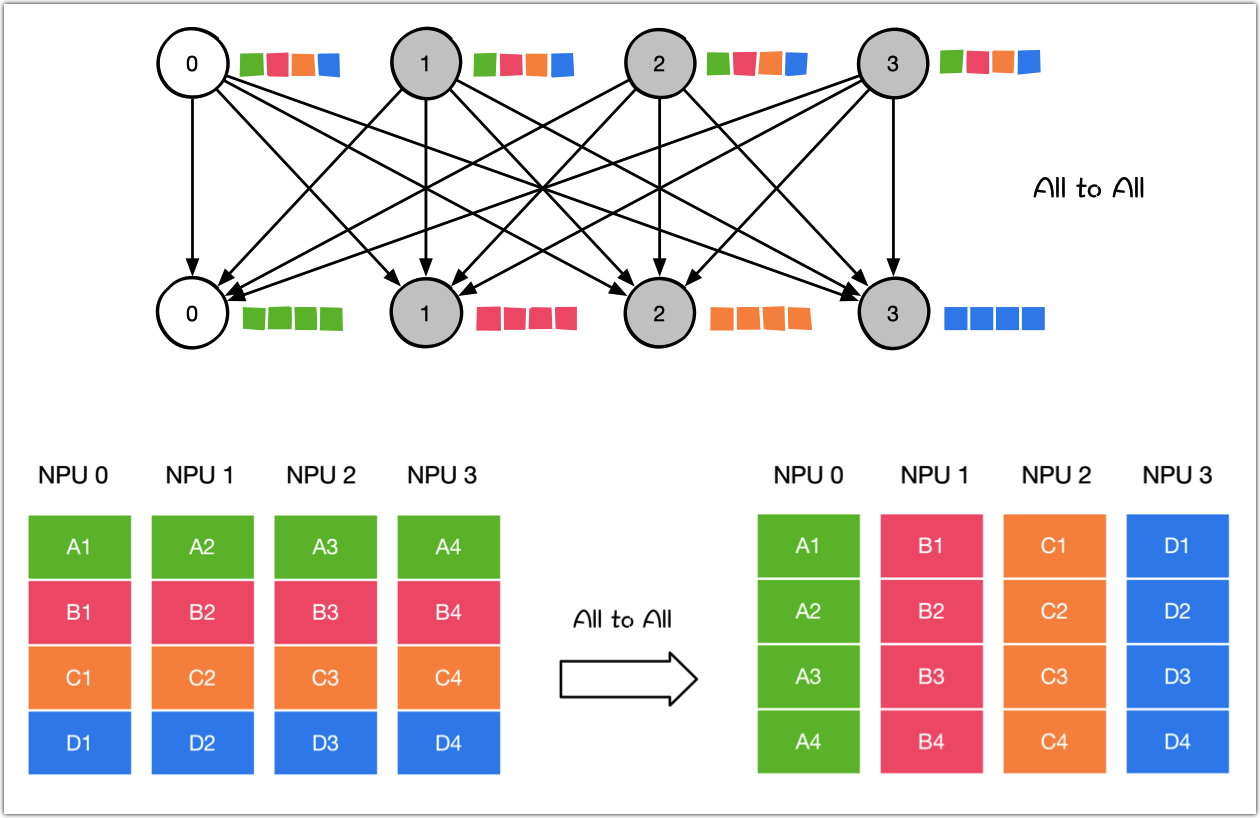 0 1 2 3
All to All
0 1 2 3
NPU 0 NPU 1 NPU 2 NPU 3
A1 A2 A3 A4
B1 B2 B3 B4
C1 C2 C3 C4
D1 D2 D3 D4
All to All
NPU 0 NPU 1 NPU 2 NPU 3
A1 B1 C1 D1
A2 B2 C2 D2
A3 B3 C3 D3
A4 B4 C4 D4